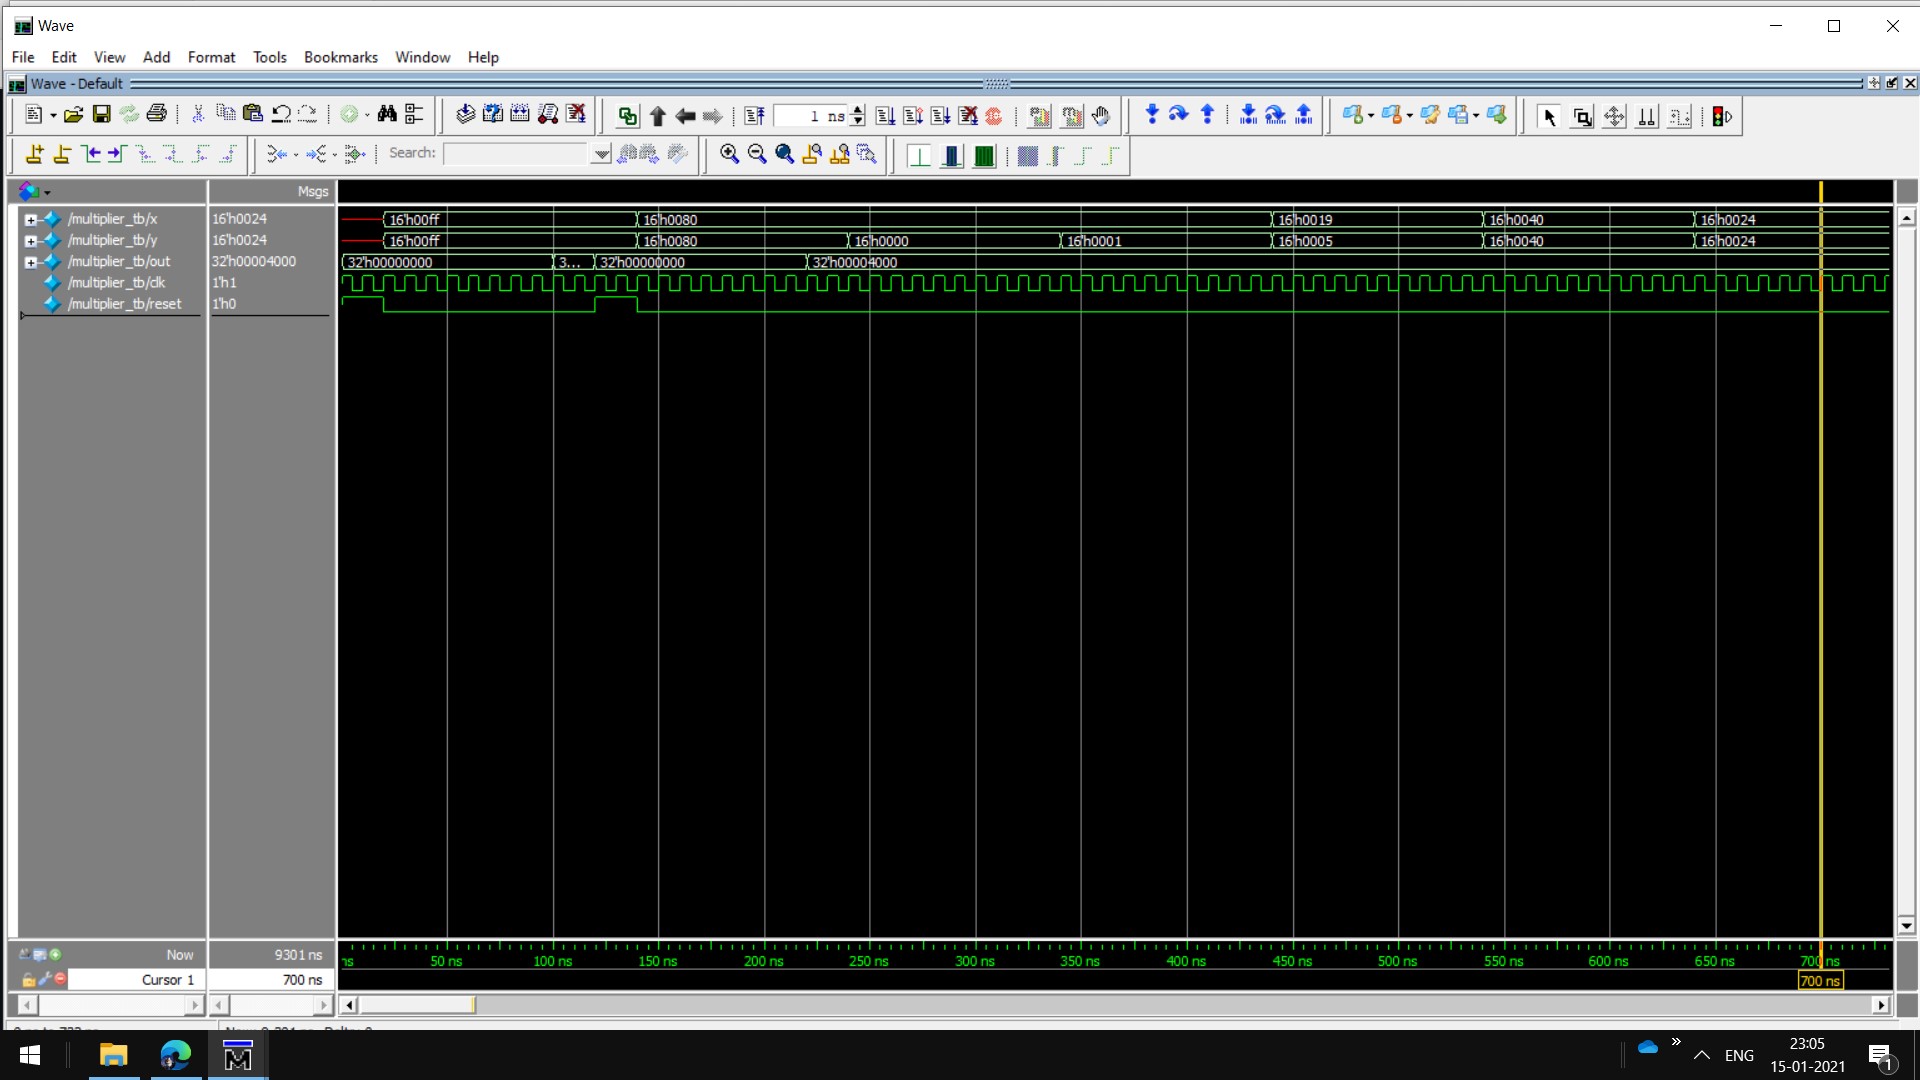 Wave
File Edit View Add Format Tools Bookmarks Window Help
Wave - Default
1 ns
Search:
Msgs
/multiplier_tb/x 16'h0024 16'h00ff 16'h0080 16'h0019 16'h0040 16'h0024
/multiplier_tb/y 16'h0024 16'h00ff 16'h0080 16'h0000 16'h0001 16'h0005 16'h0040 16'h0024
/multiplier_tb/out 32'h00004000 32'h00000000 3... 32'h00000000 32'h00004000
/multiplier_tb/clk 1'h1
/multiplier_tb/reset 1'h0
Now 9301 ns ns 50 ns 100 ns 150 ns 200 ns 250 ns 300 ns 350 ns 400 ns 450 ns 500 ns 550 ns 600 ns 650 ns 700 ns
Cursor 1 700 ns 700 ns
23:05
ENG
15-01-2021
1